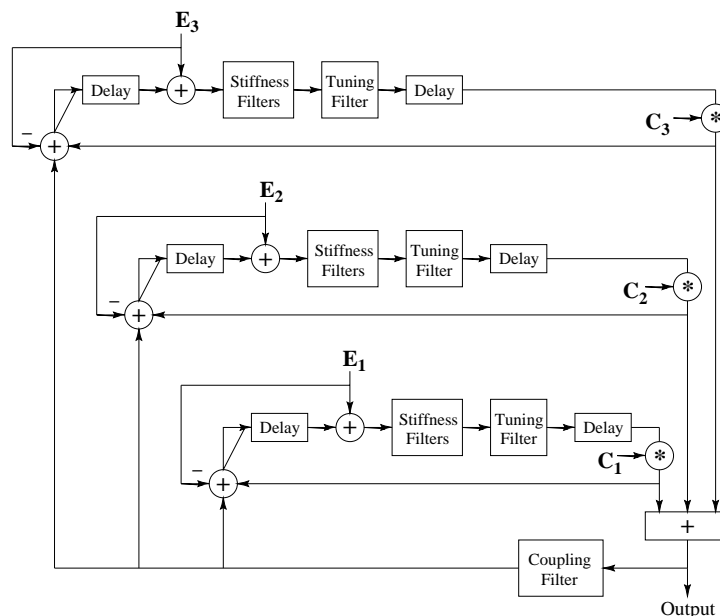 E3
Delay
+
Stiffness
Filters
Tuning
Filter
Delay
C3
*
−
+
E2
Delay
+
Stiffness
Filters
Tuning
Filter
Delay
C2
*
−
+
E1
Delay
+
Stiffness
Filters
Tuning
Filter
Delay
C1
*
−
+
+
Coupling
Filter
Output